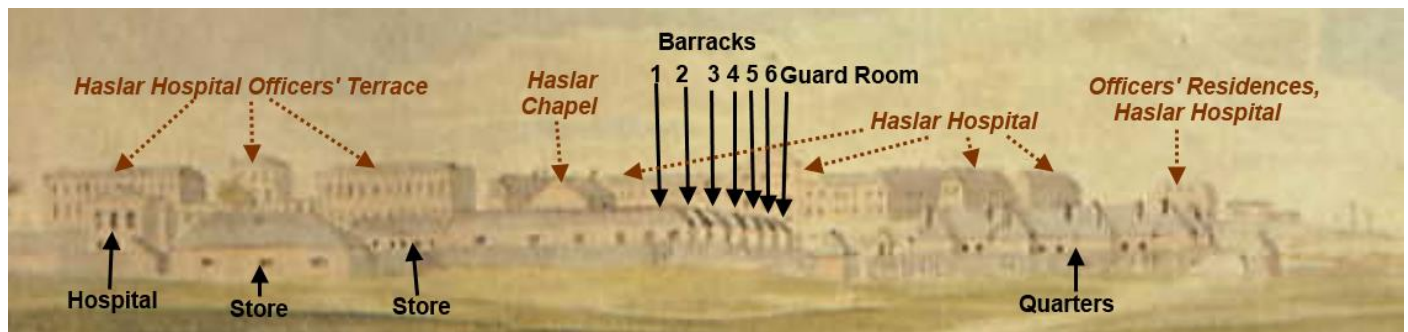 Barracks
1 2 3 4 5 6 Guard Room
Haslar Hospital Officers' Terrace
Haslar
Chapel
Haslar Hospital
Officers' Residences,
Haslar Hospital
Hospital
Store
Store
Quarters